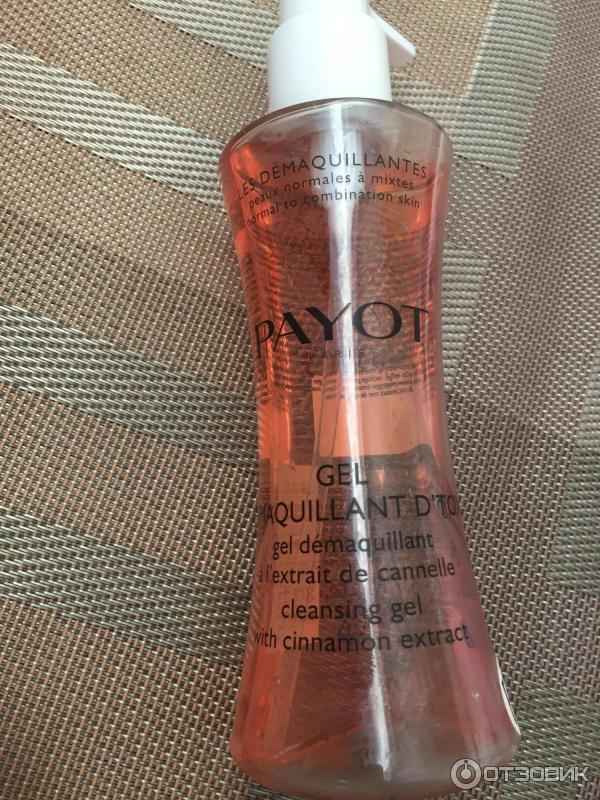 LES DÉMAQUILLANTES
peaux normales à mixtes
normal to combination skin
PAYOT
PARIS
GEL
MAQUILLANT D'TO
gel démaquillant
à l'extrait de cannelle
cleansing gel
with cinnamon extract
ОТЗОВИК